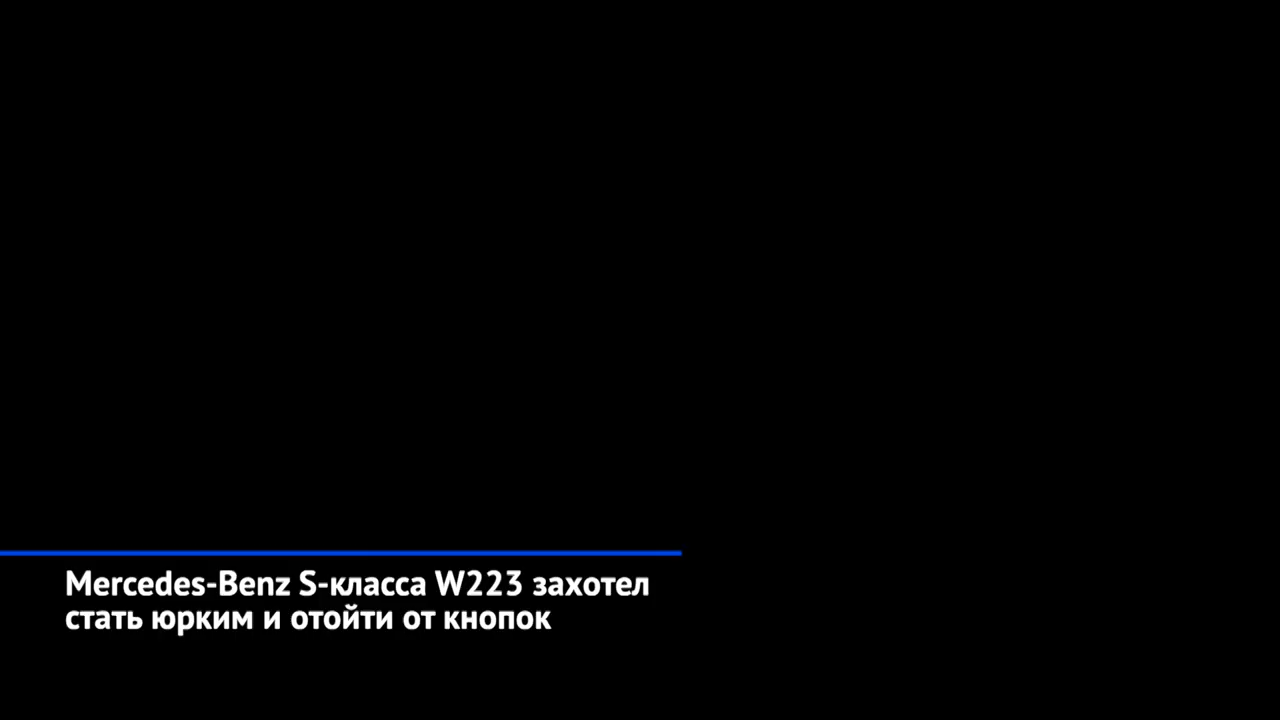 Mercedes-Benz S-класса W223 захотел
стать юрким и отойти от кнопок